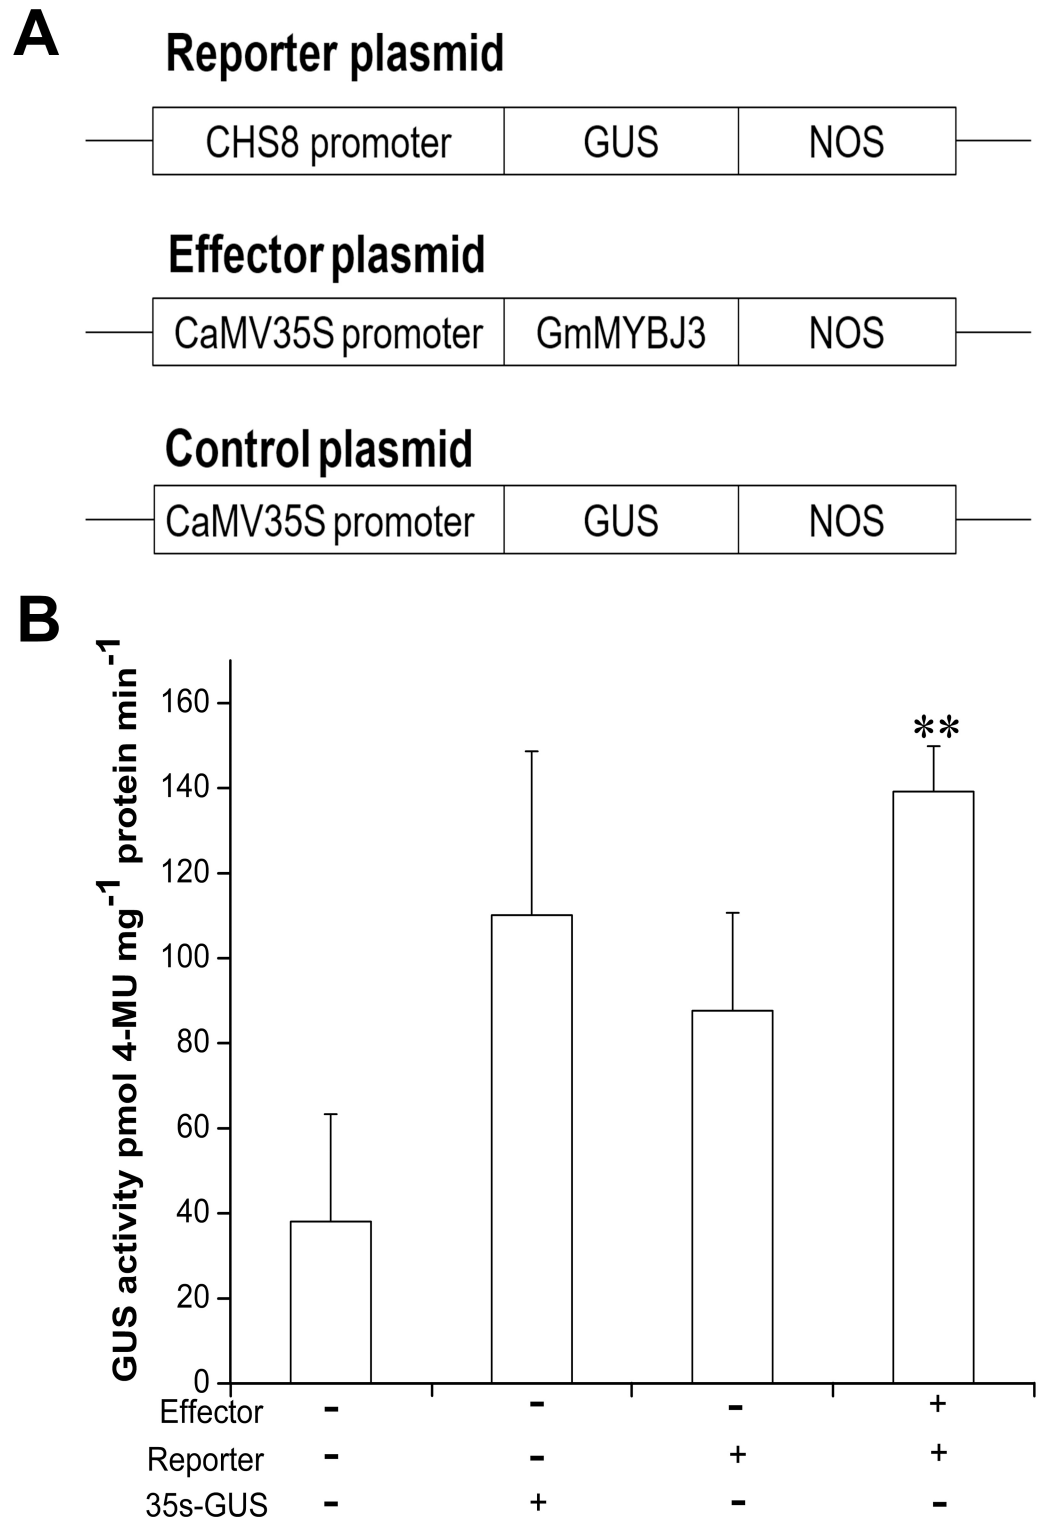 A
Reporter plasmid
CHS8 promoter GUS NOS
Effector plasmid
CaMV35S promoter GmMYBJ3 NOS
Control plasmid
CaMV35S promoter GUS NOS
B
GUS activity pmol 4-MU mg-1 protein min-1
160
140
120
100
80
60
40
20
0
**
Effector - - - +
Reporter - - + +
35s-GUS - + - -